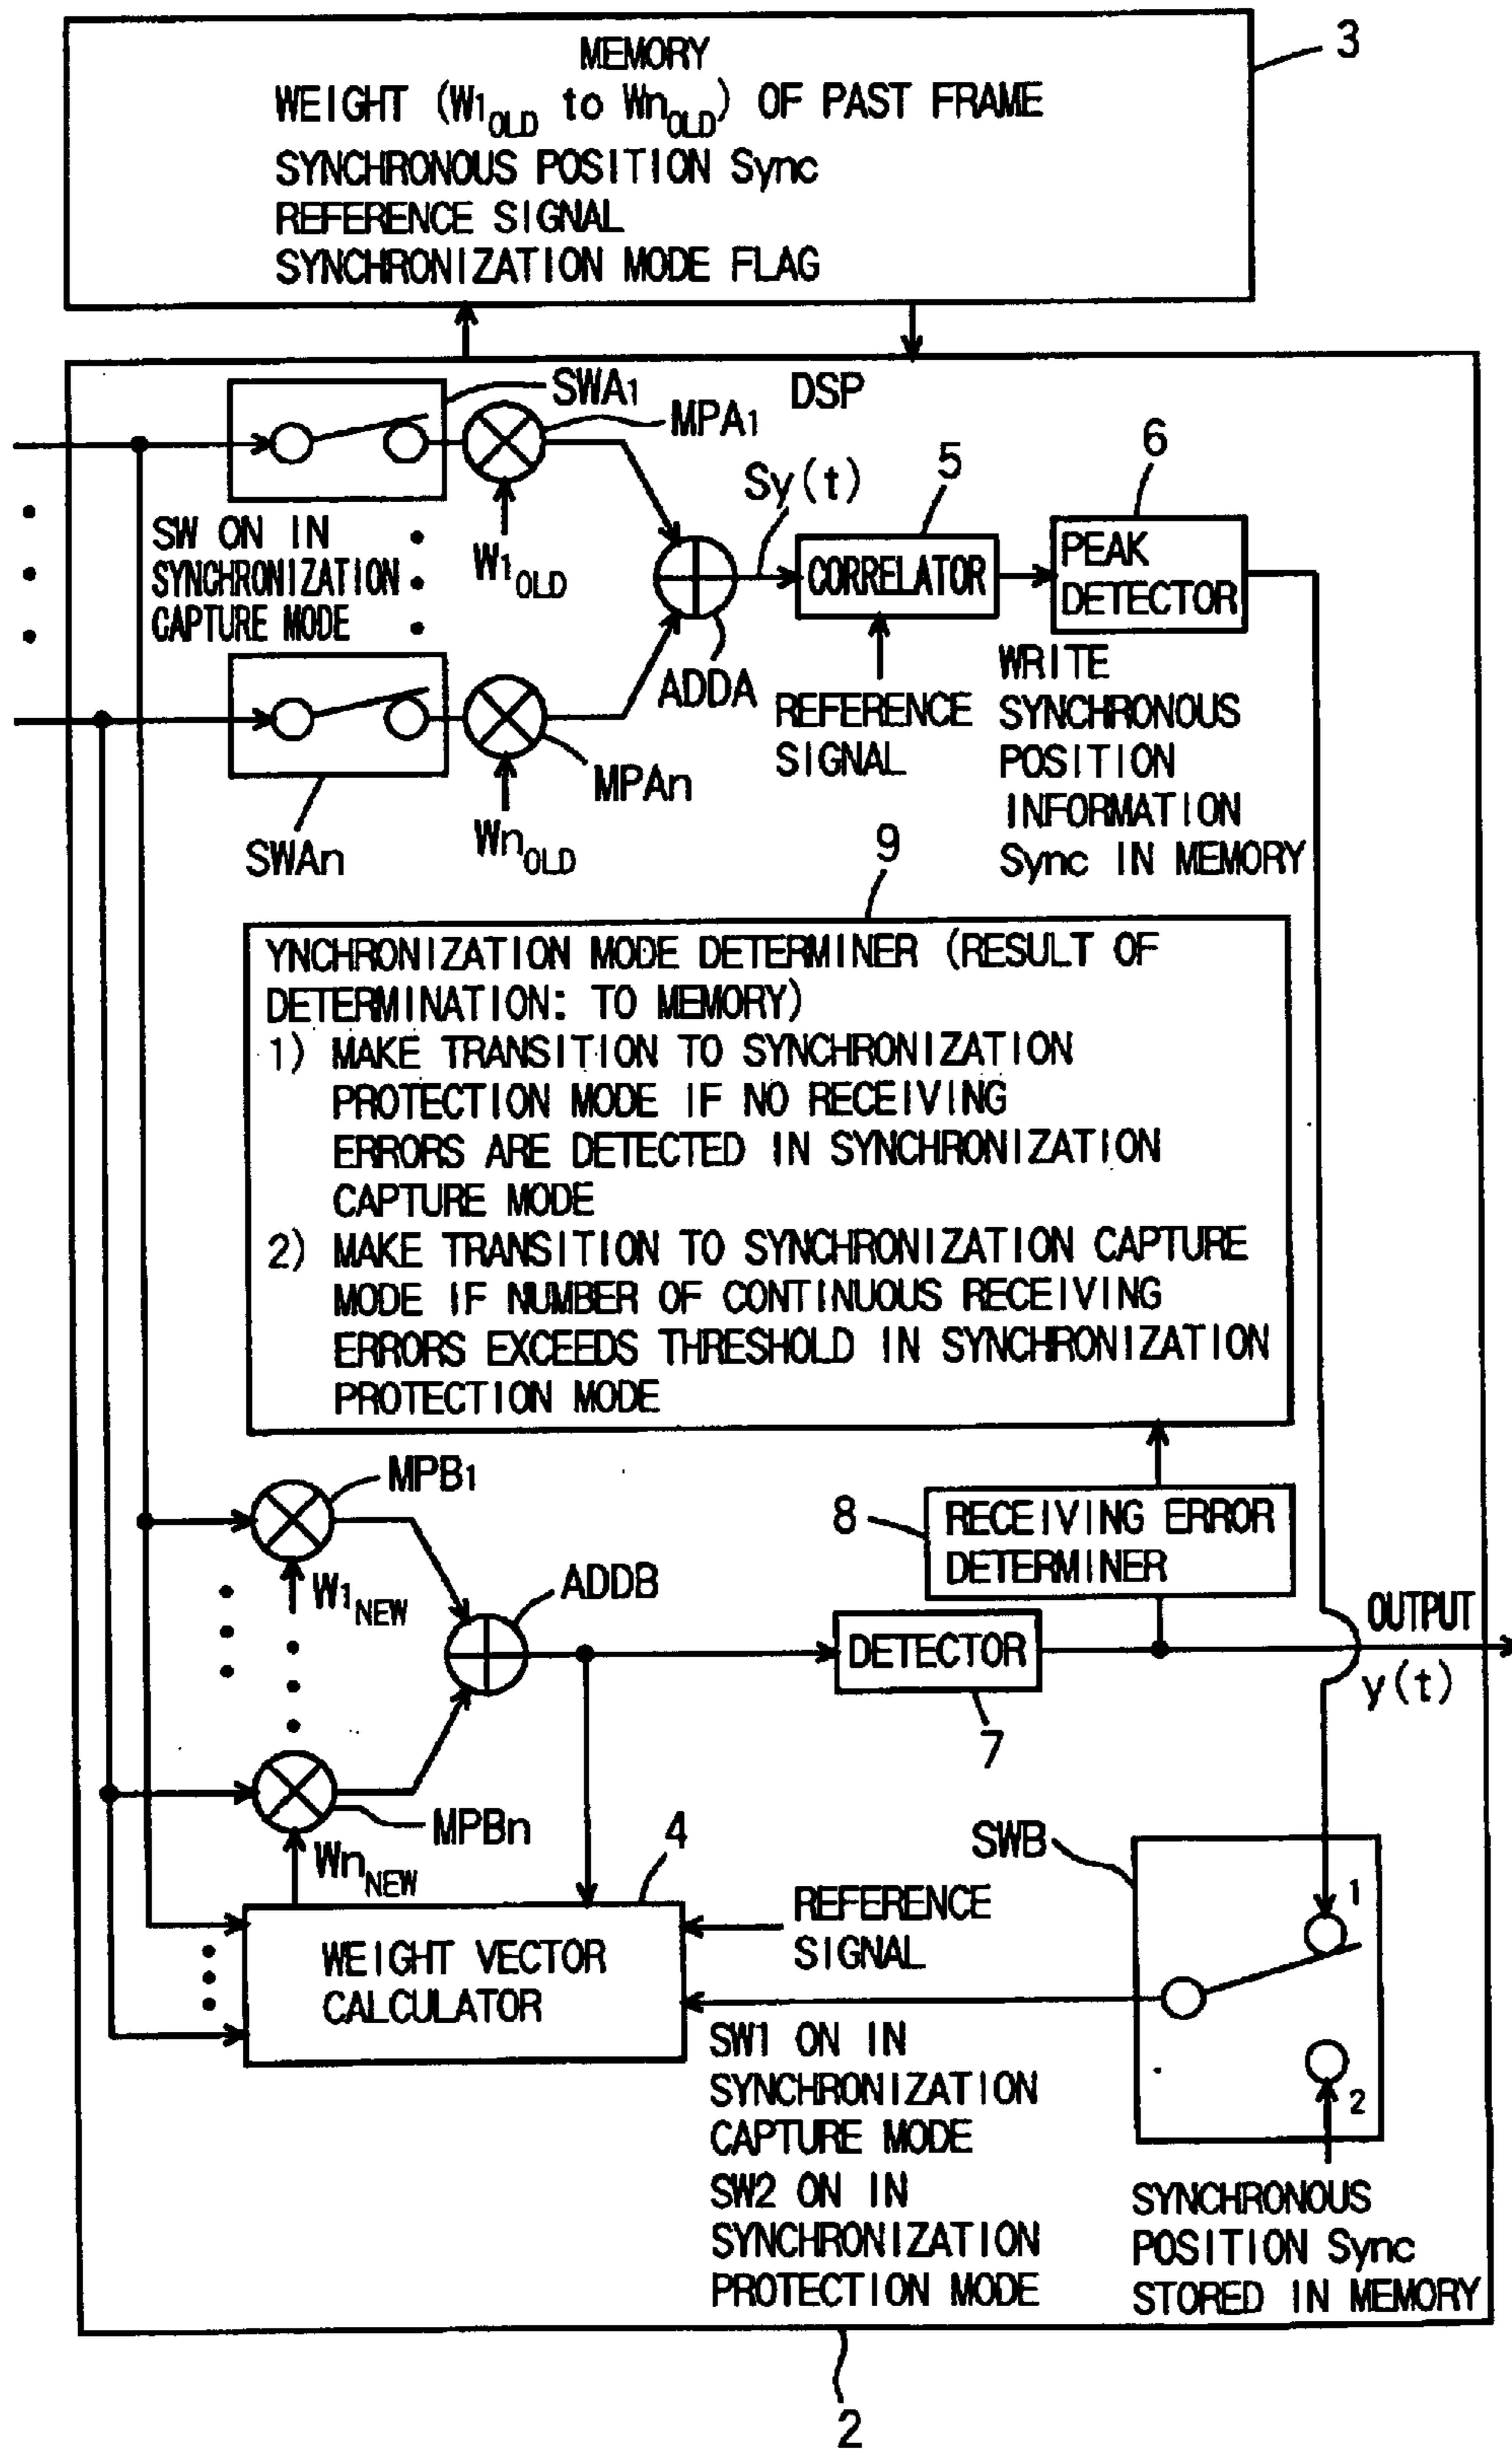 MEMORY
WEIGHT (W1OLD to WnOLD) OF PAST FRAME
SYNCHRONOUS POSITION Sync
REFERENCE SIGNAL
SYNCHRONIZATION MODE FLAG
3
DSP
SWA1
MPA1
SW ON IN
SYNCHRONIZATION
CAPTURE MODE
W1OLD
Sy(t)
5
6
CORRELATOR
PEAK
DETECTOR
ADDA
REFERENCE
SIGNAL
WRITE
SYNCHRONOUS
POSITION
INFORMATION
Sync IN MEMORY
MPAn
SWAn
WnOLD
9
YNCHRONIZATION MODE DETERMINER (RESULT OF
DETERMINATION: TO MEMORY)
1) MAKE TRANSITION TO SYNCHRONIZATION
PROTECTION MODE IF NO RECEIVING
ERRORS ARE DETECTED IN SYNCHRONIZATION
CAPTURE MODE
2) MAKE TRANSITION TO SYNCHRONIZATION CAPTURE
MODE IF NUMBER OF CONTINUOUS RECEIVING
ERRORS EXCEEDS THRESHOLD IN SYNCHRONIZATION
PROTECTION MODE
MPB1
8
RECEIVING ERROR
DETERMINER
W1NEW
ADDB
DETECTOR
7
OUTPUT
y(t)
MPBn
WnNEW
4
WEIGHT VECTOR
CALCULATOR
REFERENCE
SIGNAL
SWB
1
2
SW1 ON IN
SYNCHRONIZATION
CAPTURE MODE
SW2 ON IN
SYNCHRONIZATION
PROTECTION MODE
SYNCHRONOUS
POSITION Sync
STORED IN MEMORY
2